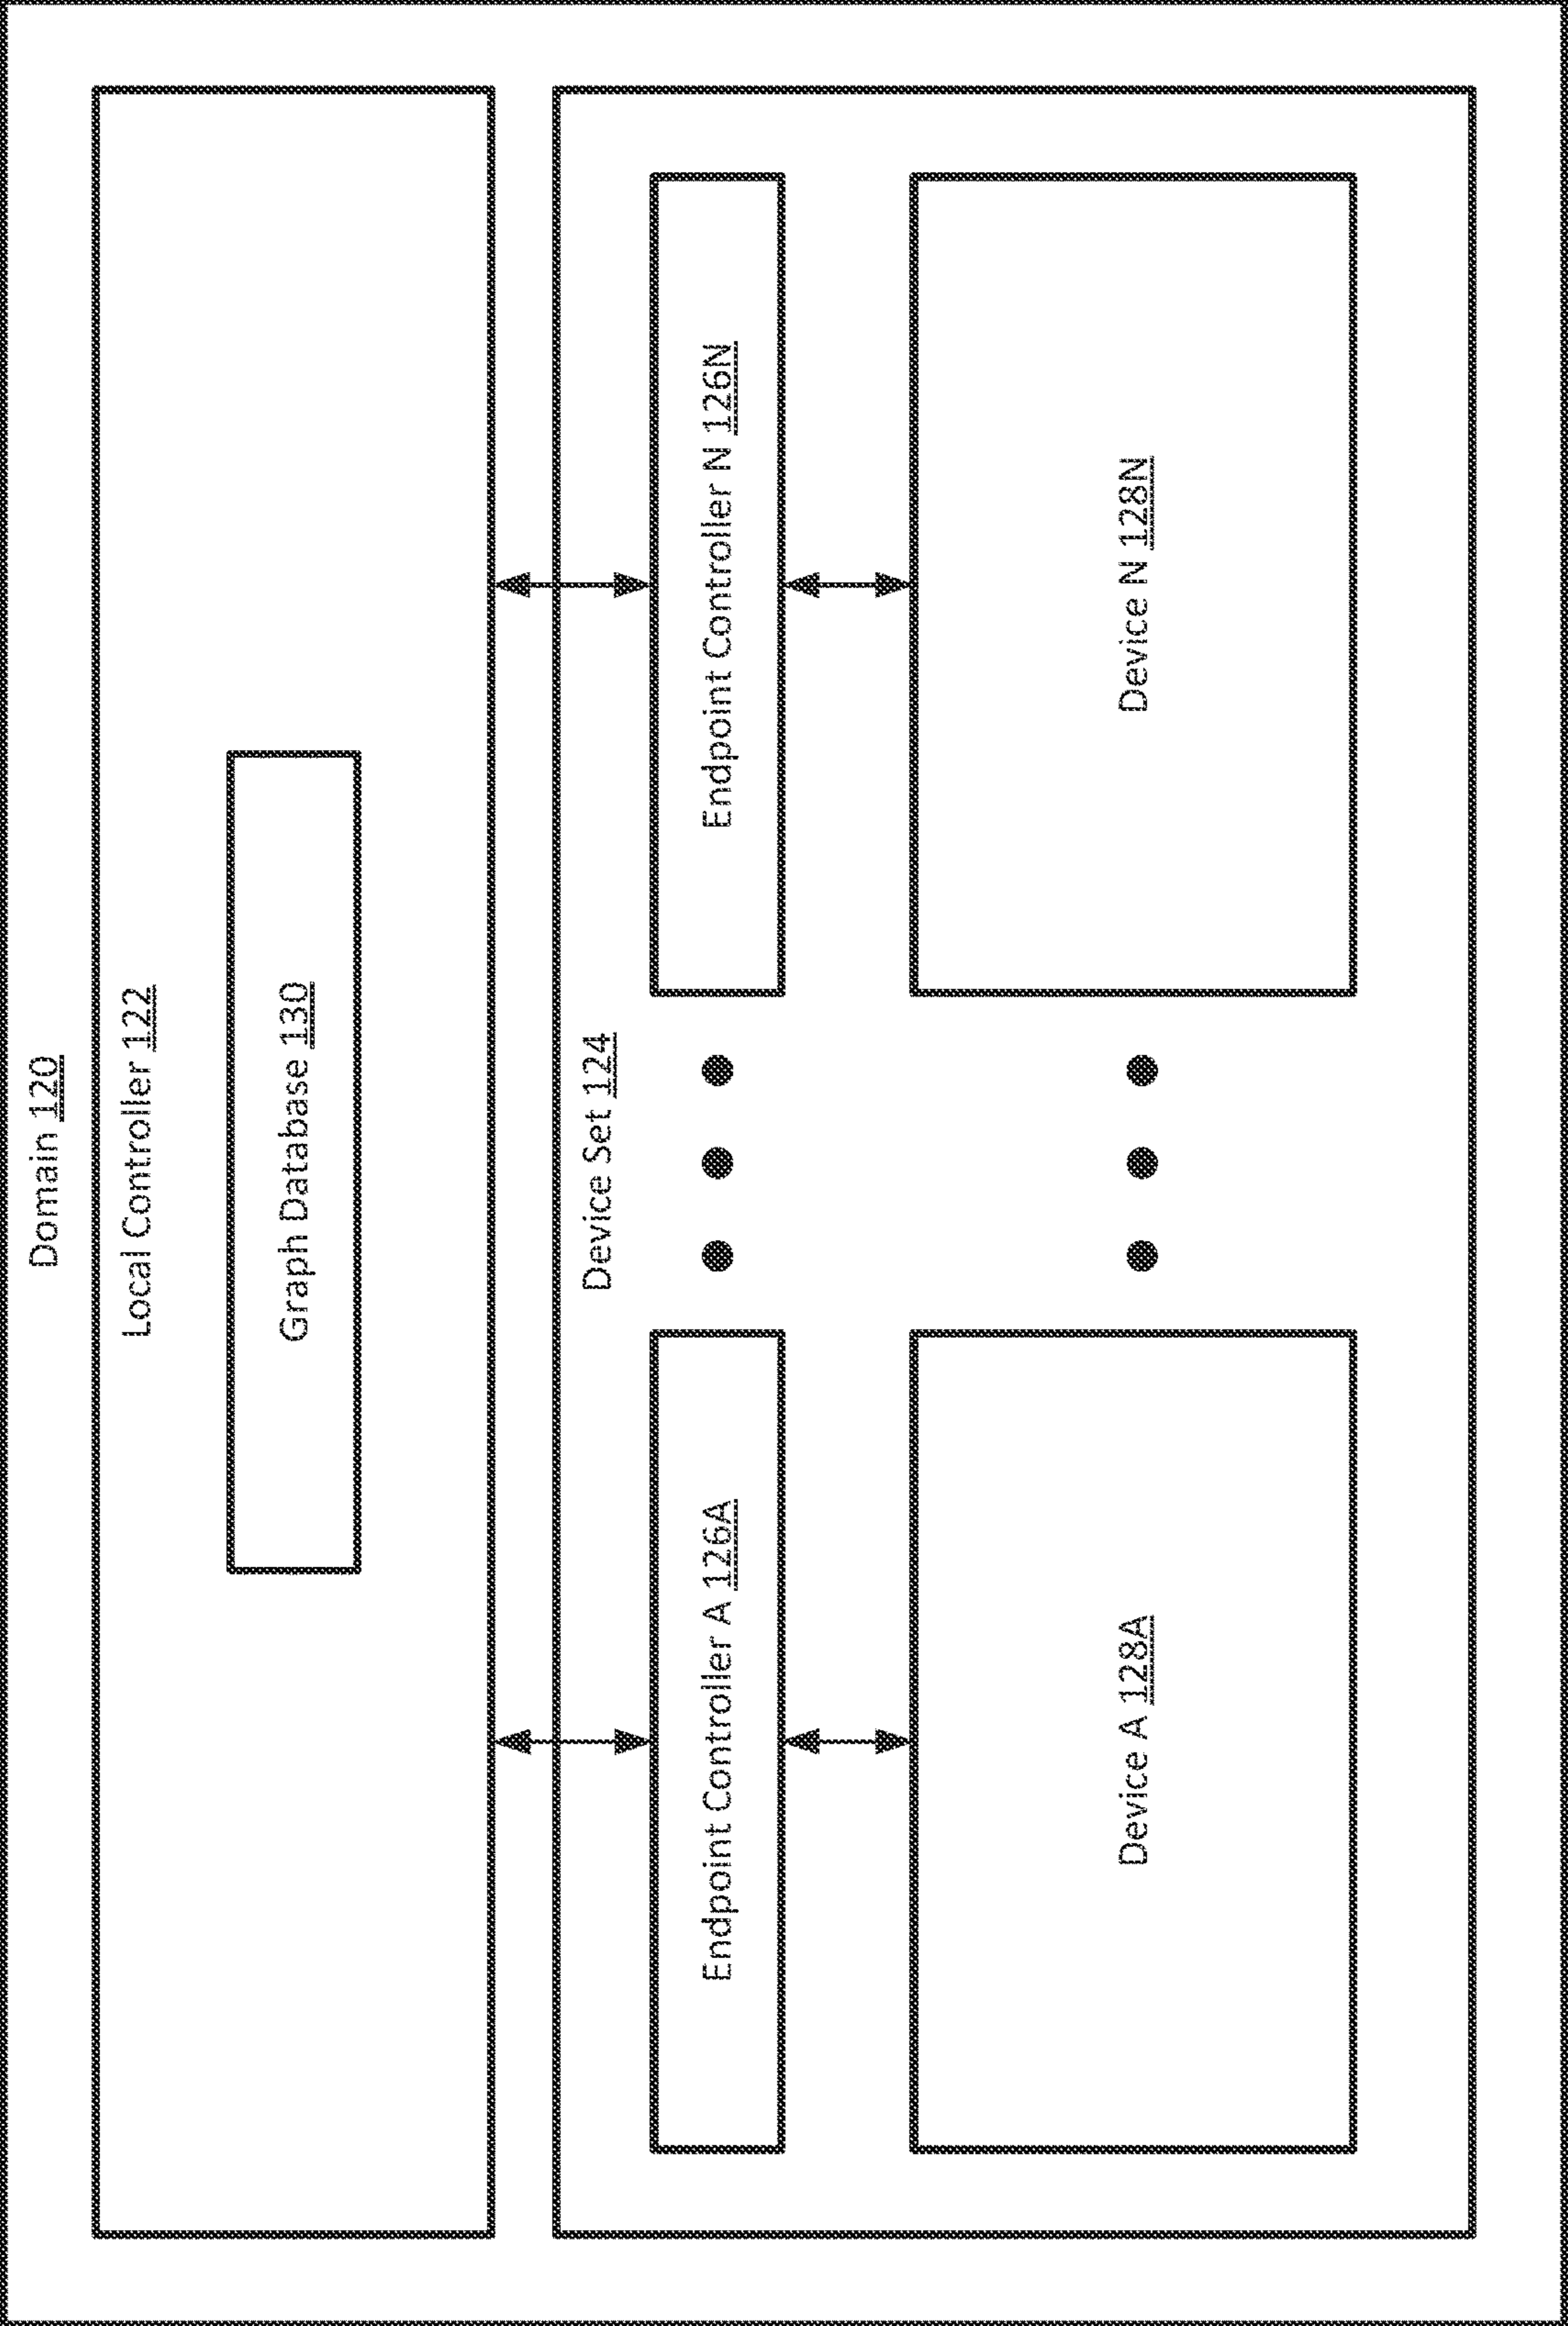 Domain 120
Local Controller 122
Graph Database 130
Device Set 124
Endpoint Controller A 126A
Endpoint Controller N 126N
Device A 128A
Device N 128N